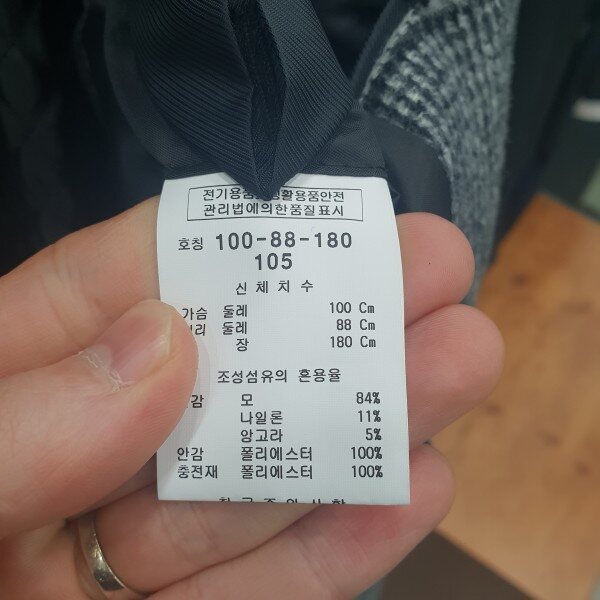 전기용품 생활용품안전
관리법에의한품질표시
호칭 100-88-180
105
신체치수
가슴 둘레 100 Cm
둘레 88 Cm
장 180 Cm
조성섬유의 혼용율
모 84%
나일론 11%
앙고라 5%
안감 폴리에스터 100%
충전재 폴리에스터 100%